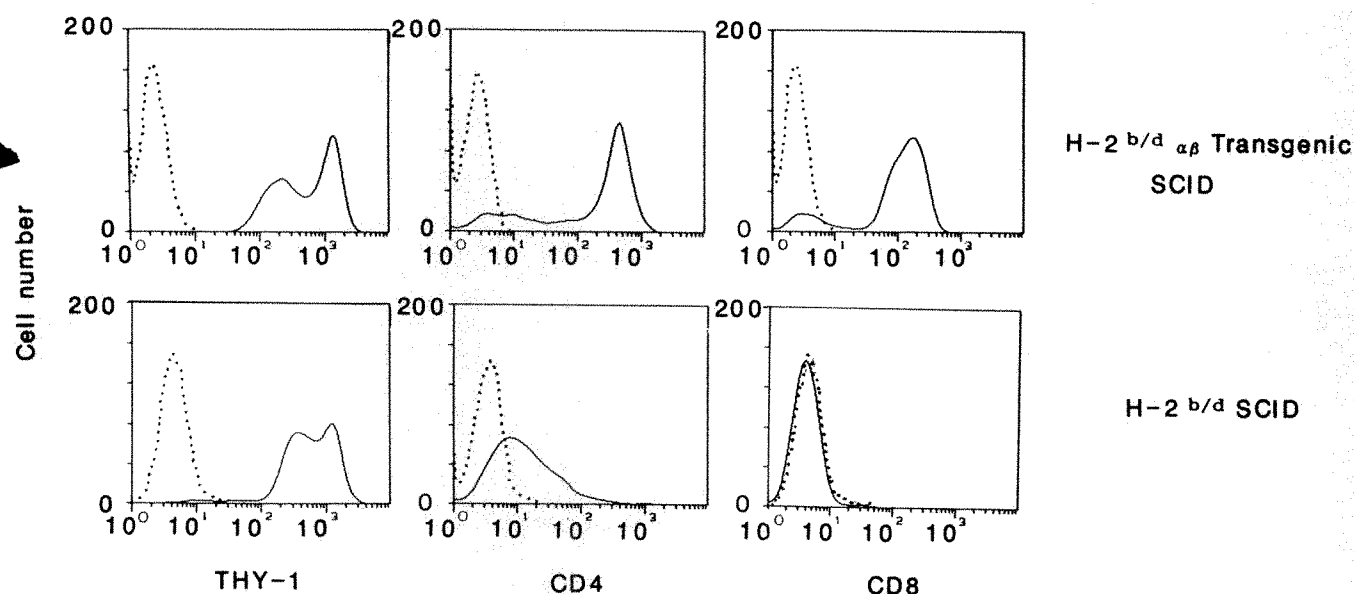 200 200 200
0 0 0
10⁰ 10¹ 10² 10³ 10⁰ 10¹ 10² 10³ 10⁰ 10¹ 10² 10³
H-2 b/d αβ Transgenic
SCID
Cell number
200 200 200
0 0 0
10⁰ 10¹ 10² 10³ 10⁰ 10¹ 10² 10³ 10⁰ 10¹ 10² 10³
H-2 b/d SCID
THY-1 CD4 CD8